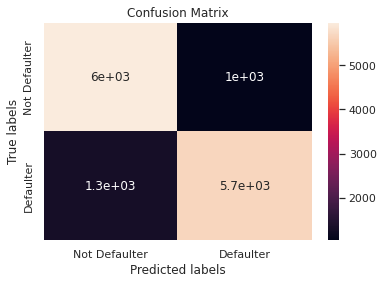 Confusion Matrix
True labels
Not Defaulter
6e+03
1e+03
Defaulter
1.3e+03
5.7e+03
Not Defaulter
Defaulter
Predicted labels
5000
4000
3000
2000